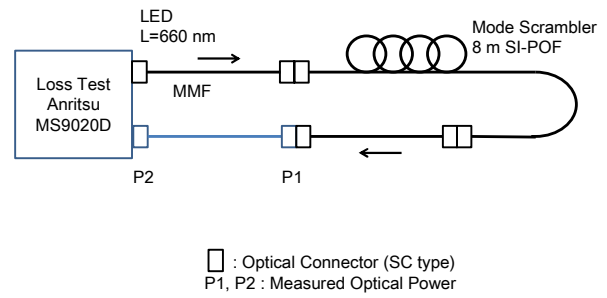 LED
L=660 nm
Mode Scrambler
8 m SI-POF
Loss Test
Anritsu
MS9020D
MMF
P2
P1
: Optical Connector (SC type)
P1, P2 : Measured Optical Power